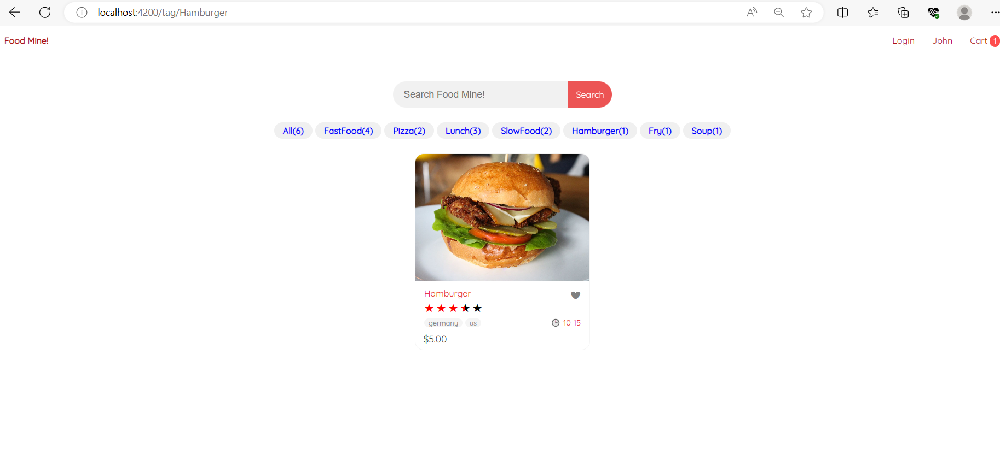 localhost:4200/tag/Hamburger
Food Mine! Login John Cart 1
Search Food Mine! Search
All(6) FastFood(4) Pizza(2) Lunch(3) SlowFood(2) Hamburger(1) Fry(1) Soup(1)
Hamburger
germany us 10-15
$5.00